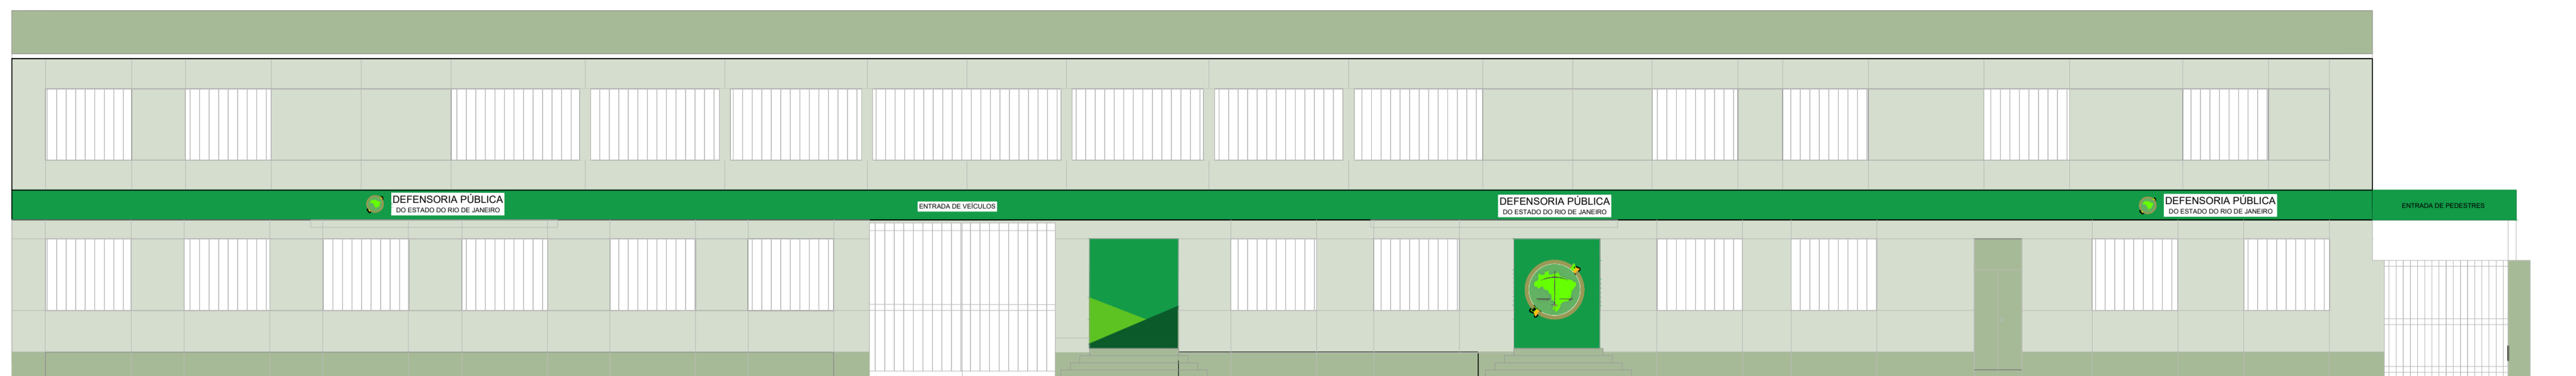 DEFENSORIA PÚBLICA
DO ESTADO DO RIO DE JANEIRO
ENTRADA DE VEÍCULOS
DEFENSORIA PÚBLICA
DO ESTADO DO RIO DE JANEIRO
DEFENSORIA PÚBLICA
DO ESTADO DO RIO DE JANEIRO
ENTRADA DE PEDESTRES